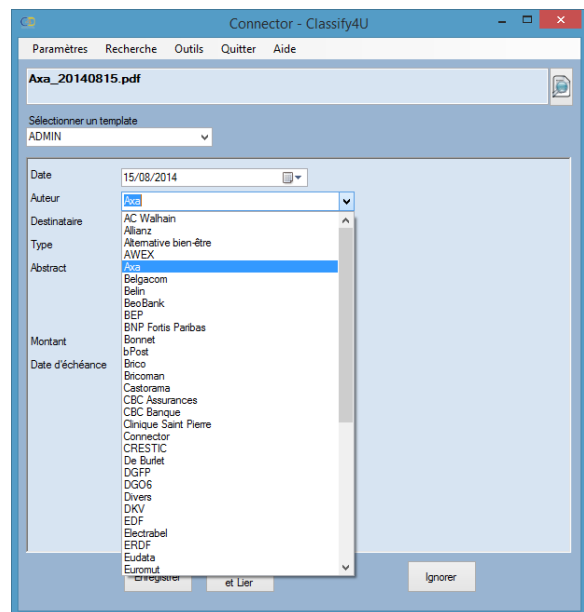 Connector - Classify4U
Paramètres Recherche Outils Quitter Aide
Axa_20140815.pdf
Sélectionner un template
ADMIN
Date 15/08/2014
Auteur Axa
Destinataire
Type
Abstract
Montant
Date d'échéance
AC Walhain
Allianz
Alternative bien-être
AWEX
Axa
Belgacom
Belin
BeoBank
BEP
BNP Fortis Paribas
Bonnet
bPost
Brico
Bricoman
Castorama
CBC Assurances
CBC Banque
Clinique Saint Pierre
Connector
CRESTIC
De Burlet
DGFP
DGO6
Divers
DKV
EDF
Electrabel
ERDF
Eudata
Euromut
Enregistrer
et Lier
Ignorer